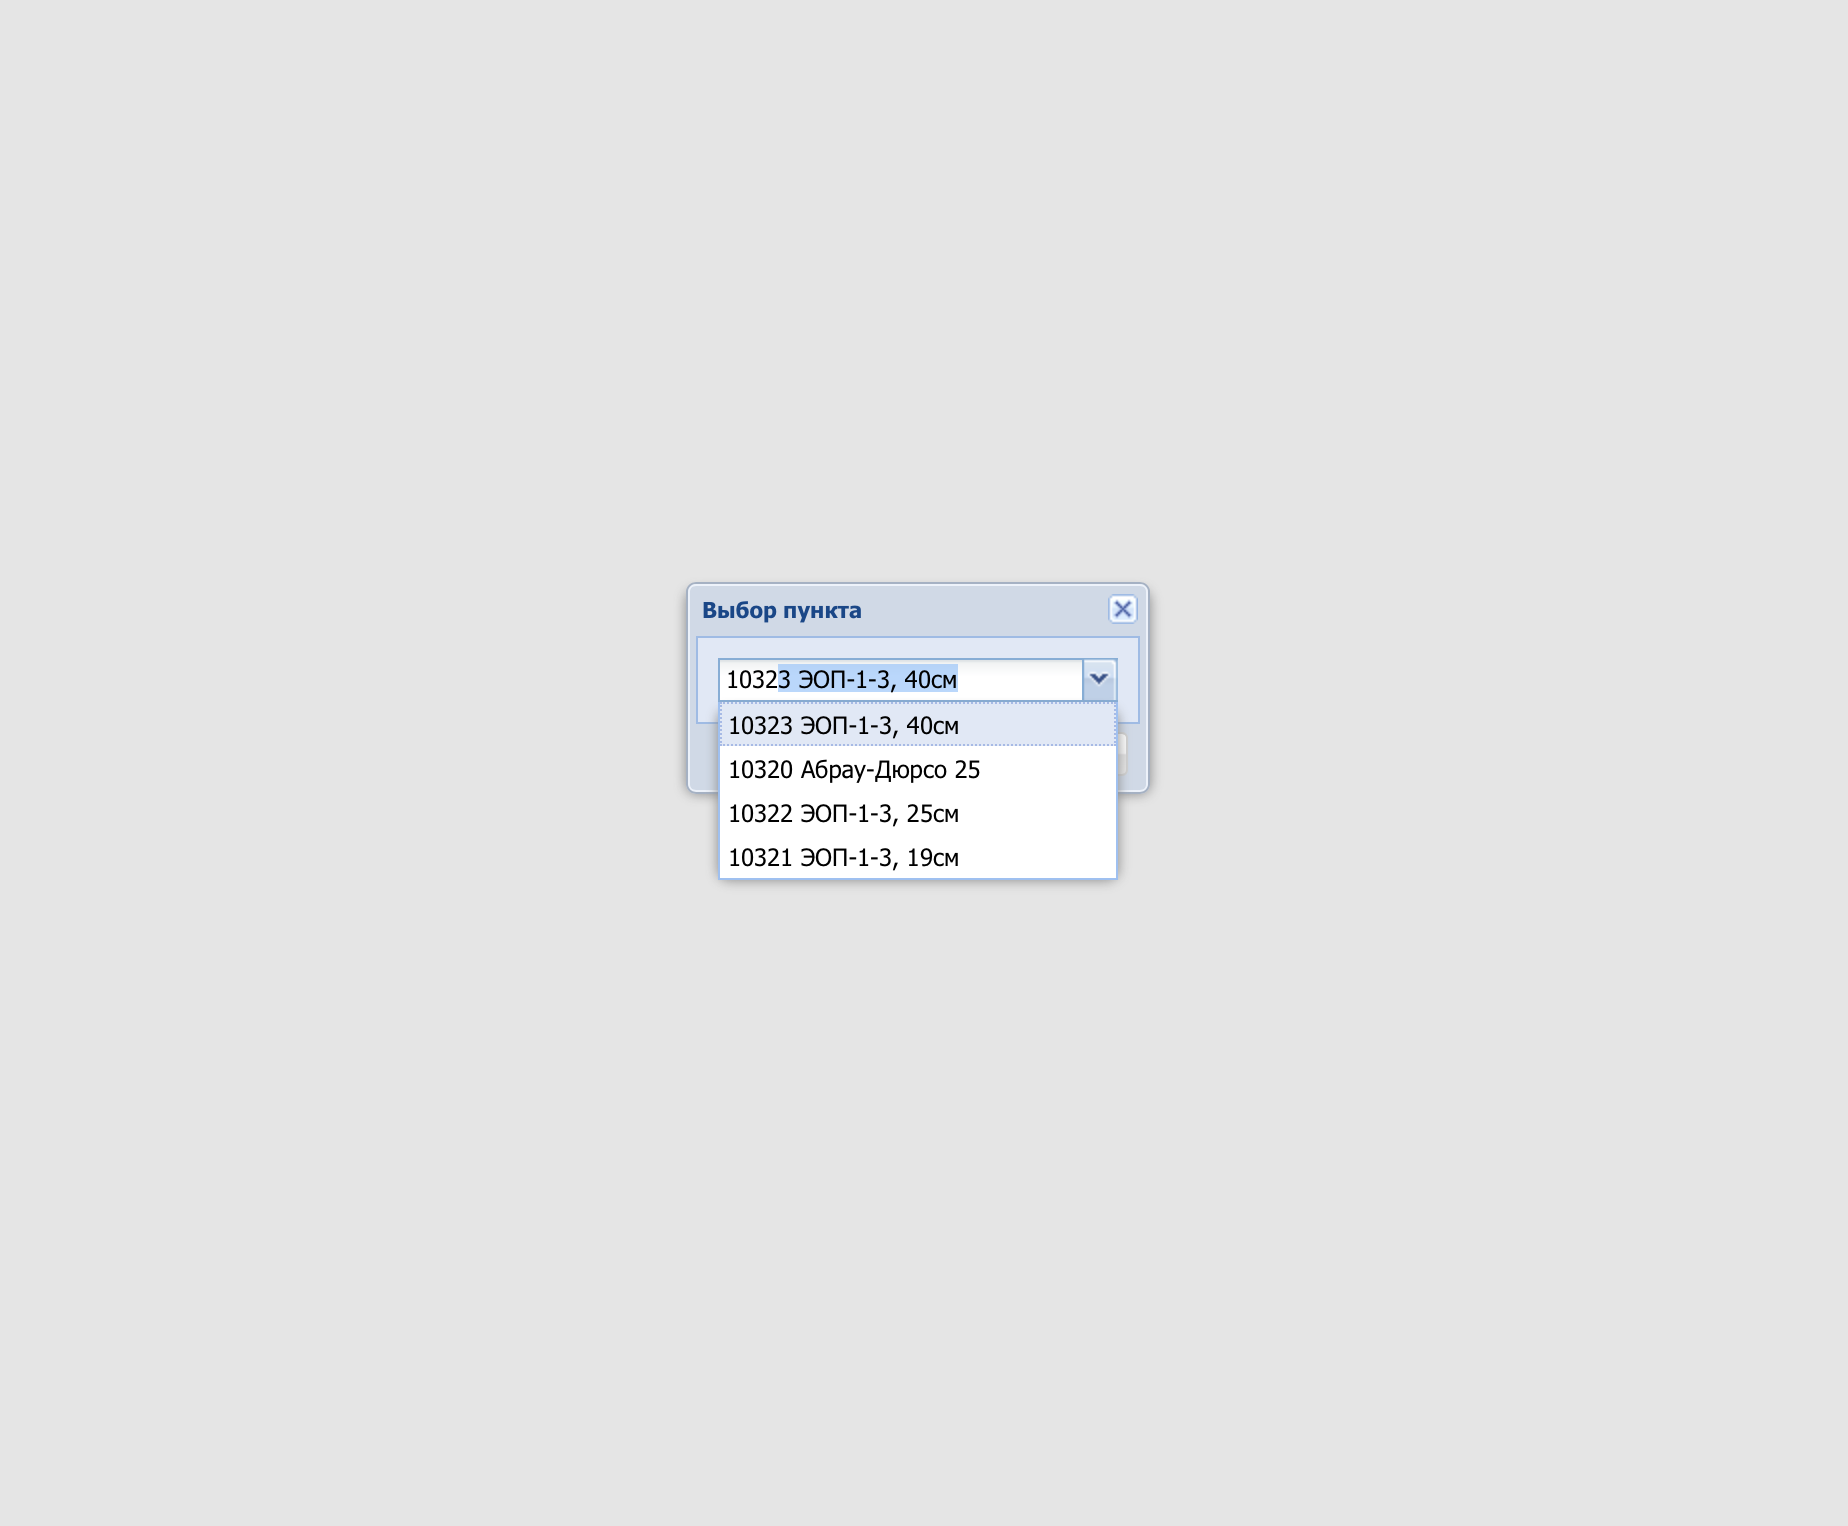 Выбор пункта
10323 ЭОП-1-3, 40см
10323 ЭОП-1-3, 40см
10320 Абрау-Дюрсо 25
10322 ЭОП-1-3, 25см
10321 ЭОП-1-3, 19см